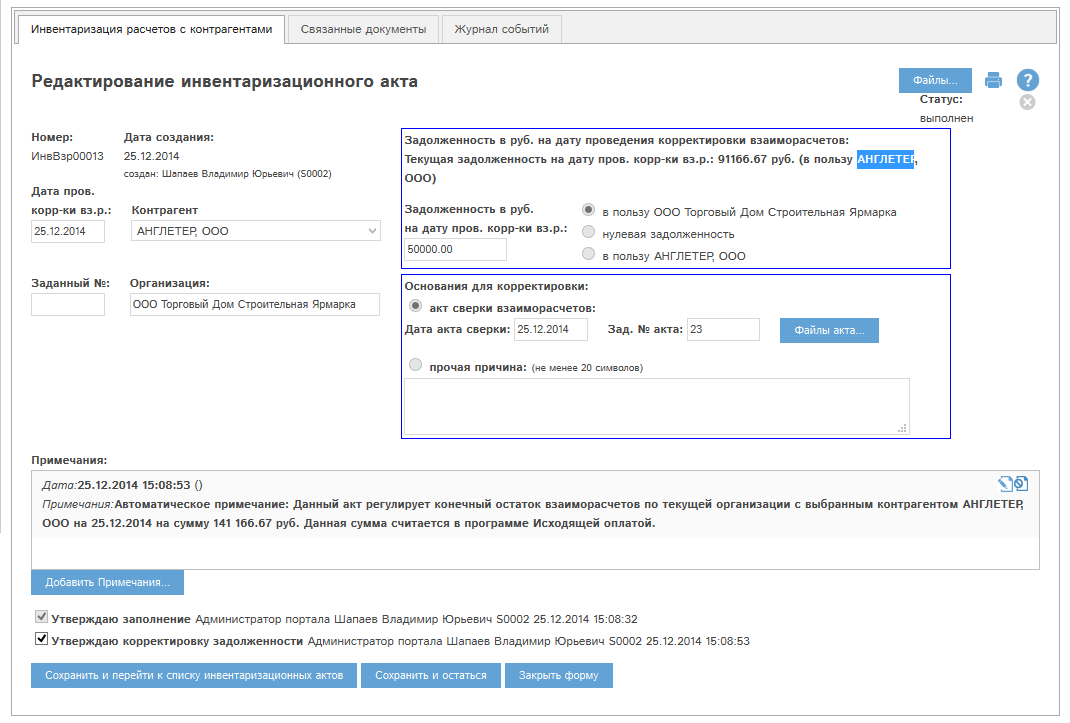 Инвентаризация расчетов с контрагентами
Связанные документы
Журнал событий
Редактирование инвентаризационного акта
Файлы...
?
Статус:
выполнен
Номер:
Дата создания:
ИнвВзр00013
25.12.2014
создан: Шапаев Владимир Юрьевич (S0002)
Дата пров.
корр-ки вз.р.:
Контрагент
25.12.2014
АНГЛЕТЕР, ООО
Заданный №:
Организация:
ООО Торговый Дом Строительная Ярмарка
Задолженность в руб. на дату проведения корректировки взаиморасчетов:
Текущая задолженность на дату пров. корр-ки вз.р.: 91166.67 руб. (в пользу АНГЛЕТЕР,
ООО)
Задолженность в руб.
на дату пров. корр-ки вз.р.:
50000.00
в пользу ООО Торговый Дом Строительная Ярмарка
нулевая задолженность
в пользу АНГЛЕТЕР, ООО
Основания для корректировки:
акт сверки взаиморасчетов:
Дата акта сверки: 25.12.2014 Зад. № акта: 23 Файлы акта...
прочая причина: (не менее 20 символов)
Примечания:
Дата:25.12.2014 15:08:53 ()
Примечания:Автоматическое примечание: Данный акт регулирует конечный остаток взаиморасчетов по текущей организации с выбранным контрагентом АНГЛЕТЕР,
ООО на 25.12.2014 на сумму 141 166.67 руб. Данная сумма считается в программе Исходящей оплатой.
Добавить Примечания...
Утверждаю заполнение Администратор портала Шапаев Владимир Юрьевич S0002 25.12.2014 15:08:32
Утверждаю корректировку задолженности Администратор портала Шапаев Владимир Юрьевич S0002 25.12.2014 15:08:53
Сохранить и перейти к списку инвентаризационных актов
Сохранить и остаться
Закрыть форму